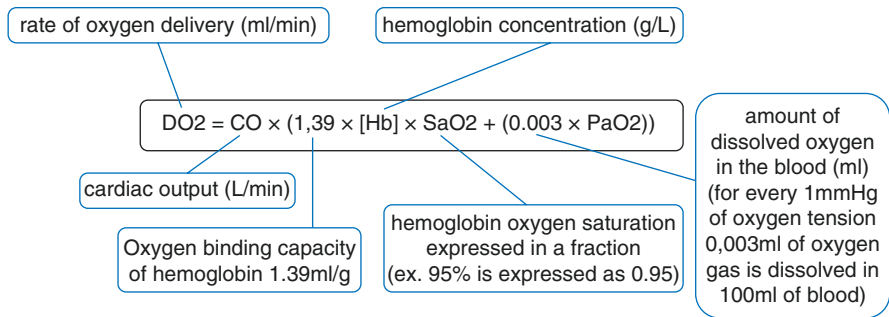 rate of oxygen delivery (ml/min)
hemoglobin concentration (g/L)
DO2 = CO × (1,39 × [Hb] × SaO2 + (0.003 × PaO2))
cardiac output (L/min)
Oxygen binding capacity
of hemoglobin 1.39ml/g
hemoglobin oxygen saturation
expressed in a fraction
(ex. 95% is expressed as 0.95)
amount of
dissolved oxygen
in the blood (ml)
(for every 1mmHg
of oxygen tension
0,003ml of oxygen
gas is dissolved in
100ml of blood)